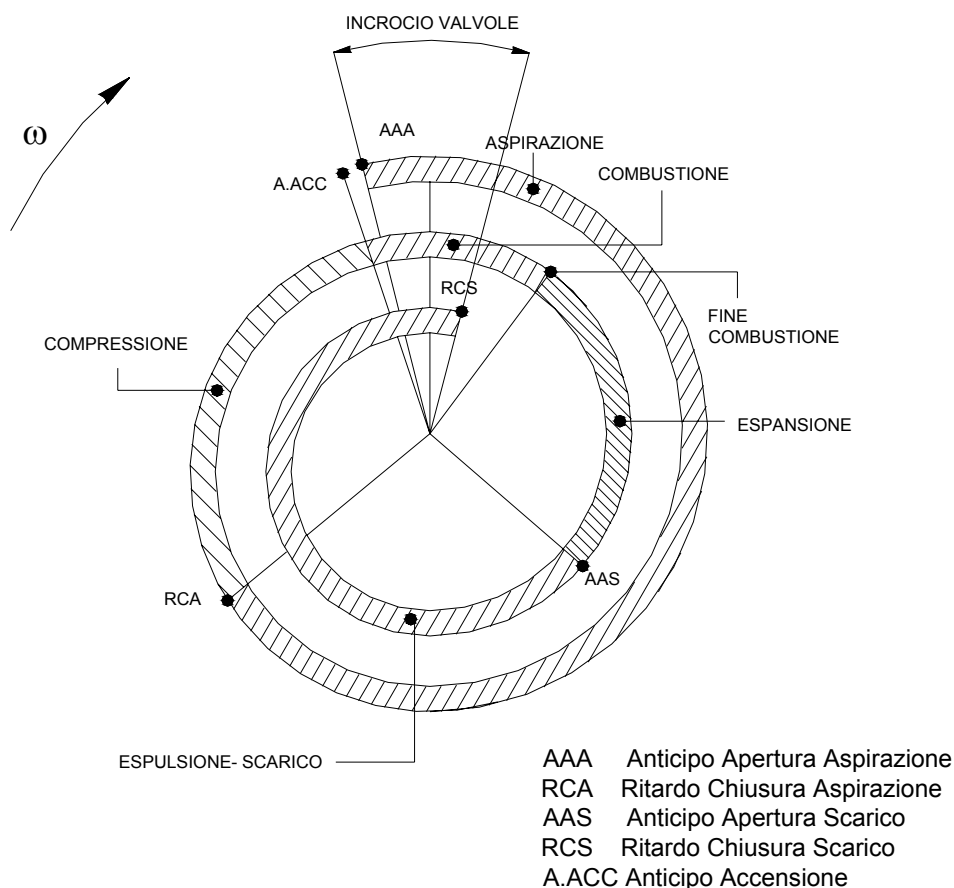 INCROCIO VALVOLE
ω
AAA
ASPIRAZIONE
A.ACC
COMBUSTIONE
RCS
FINE
COMBUSTIONE
COMPRESSIONE
ESPANSIONE
AAS
RCA
ESPULSIONE- SCARICO
AAA Anticipo Apertura Aspirazione
RCA Ritardo Chiusura Aspirazione
AAS Anticipo Apertura Scarico
RCS Ritardo Chiusura Scarico
A.ACC Anticipo Accensione